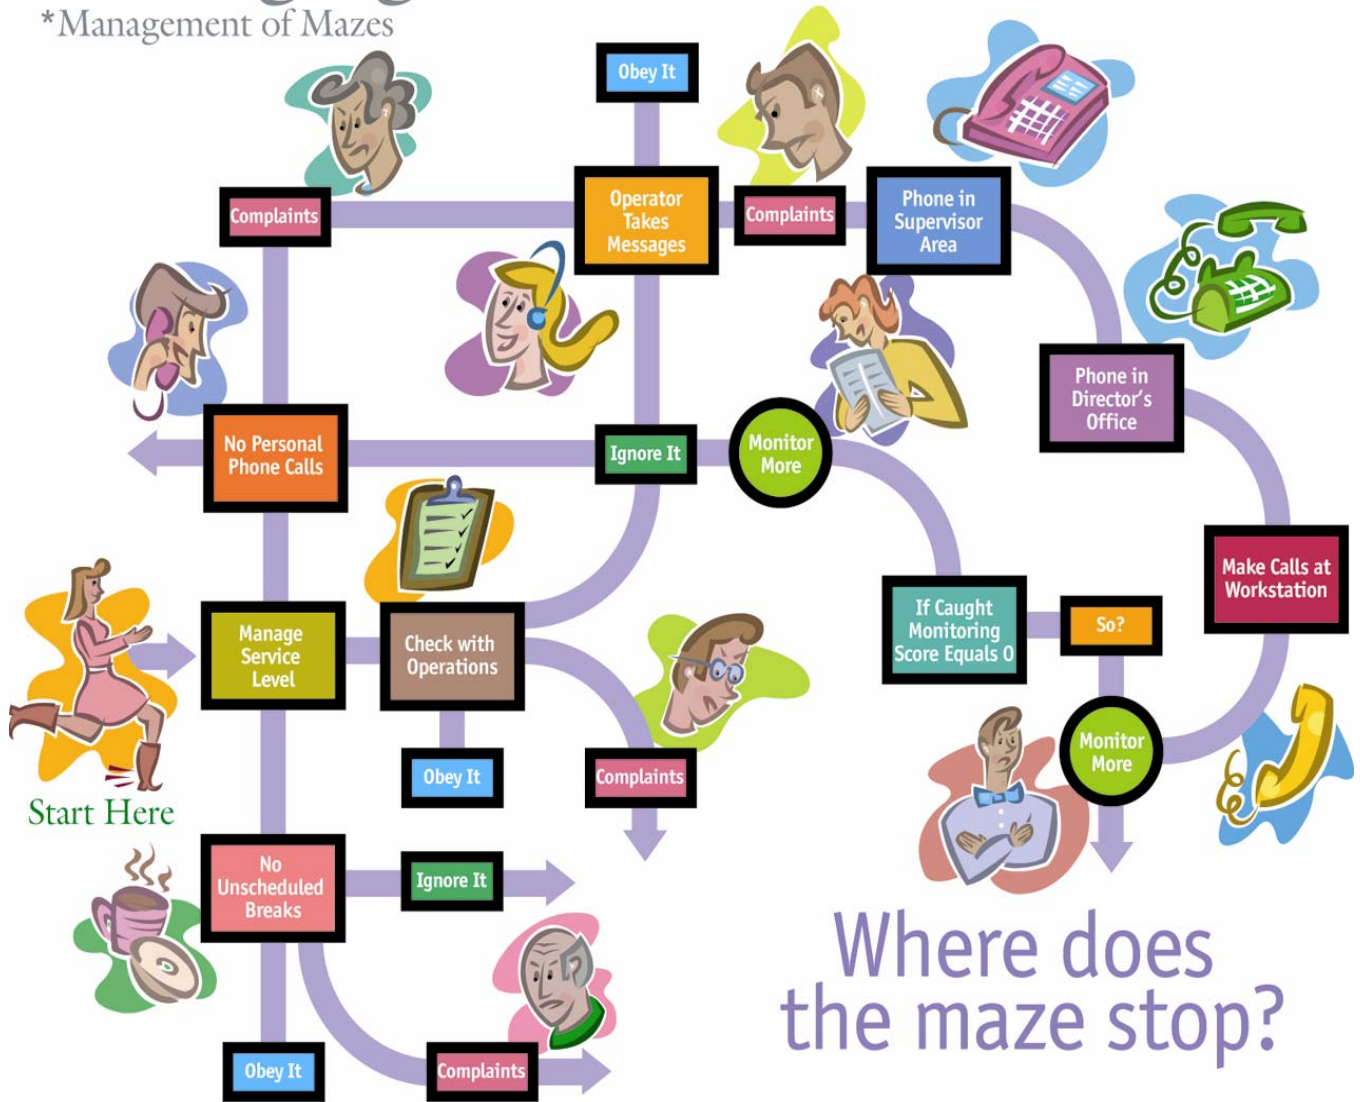 *Management of Mazes
Obey It
Operator
Takes
Messages
Complaints
Complaints
Phone in
Supervisor
Area
Phone in
Director's
Office
No Personal
Phone Calls
Ignore It
Monitor
More
Make Calls at
Workstation
If Caught
Monitoring
Score Equals 0
So?
Manage
Service
Level
Check with
Operations
Start Here
Obey It
Complaints
Monitor
More
No
Unscheduled
Breaks
Ignore It
Obey It
Complaints
Where does
the maze stop?